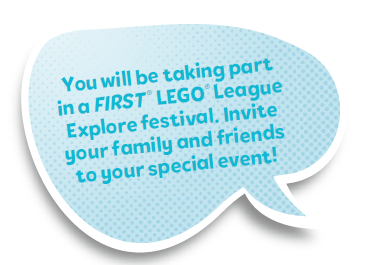 You will be taking part
in a FIRST® LEGO® League
Explore festival. Invite
your family and friends
to your special event!